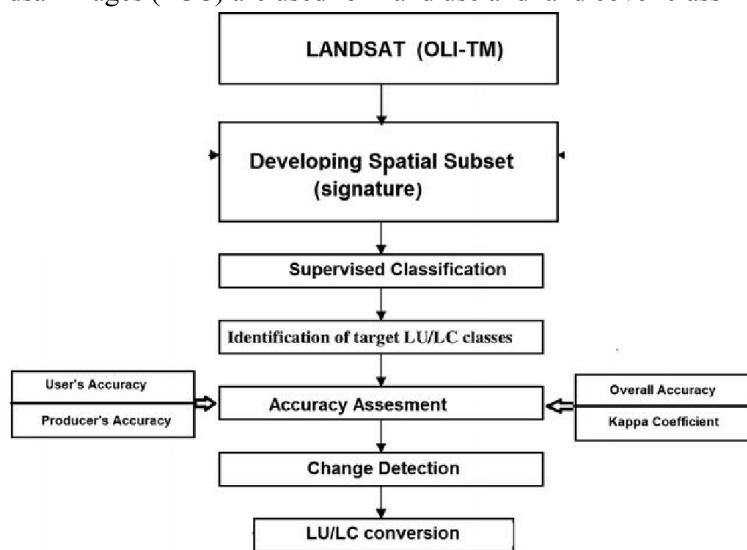 LANDSAT (OLI-TM)
Developing Spatial Subset
(signature)
Supervised Classification
Identification of target LU/LC classes
User's Accuracy
Producer's Accuracy
Accuracy Assesment
Overall Accuracy
Kappa Coefficient
Change Detection
LU/LC conversion